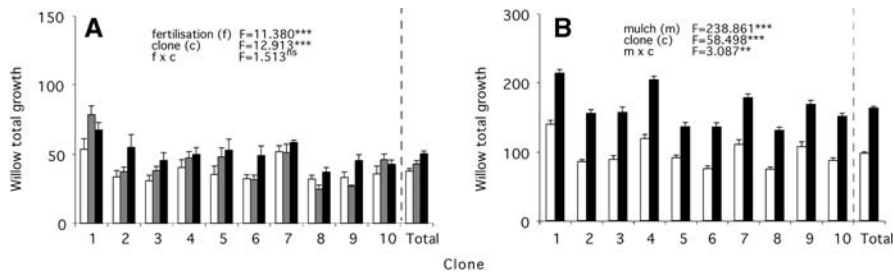 A
fertilisation (f) F=11.380***
clone (c) F=12.913***
f x c F=1.513ns
Willow total growth
150
100
50
0
1 2 3 4 5 6 7 8 9 10 Total
B
mulch (m) F=238.861***
clone (c) F=58.498***
m x c F=3.087**
Willow total growth
300
200
100
0
1 2 3 4 5 6 7 8 9 10 Total
Clone